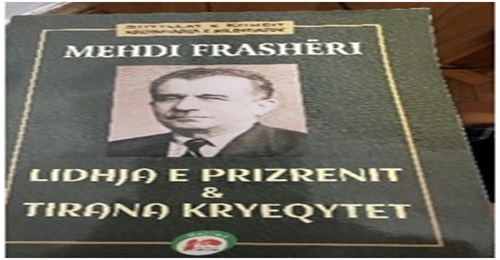 MEHDI FRASHËRI
LIDHJA E PRIZRENIT
&
TIRANA KRYEQYTET